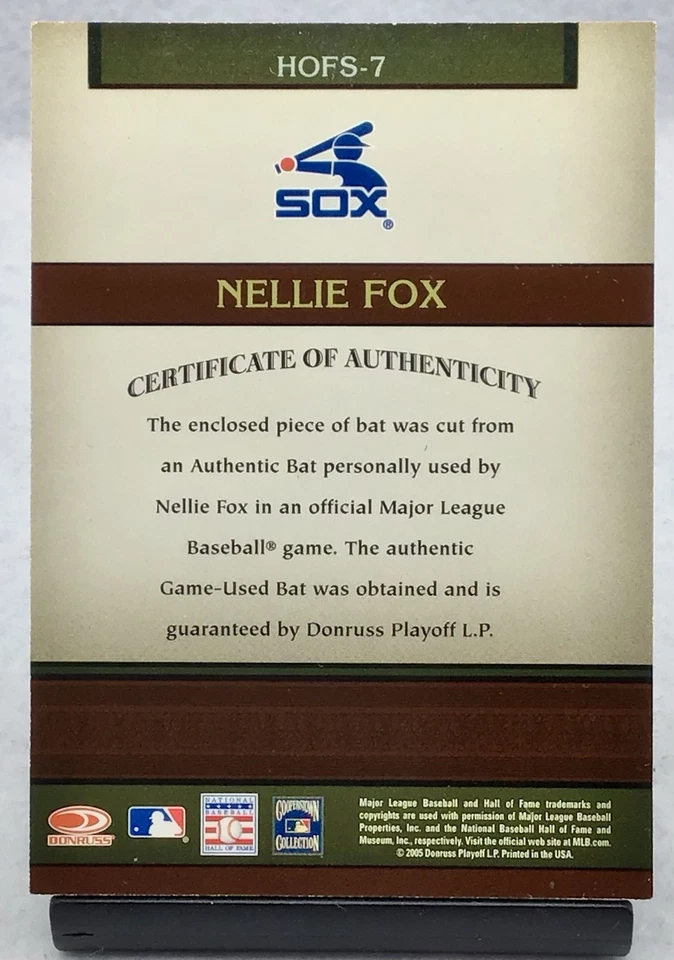 HOFS-7
SOX®
NELLIE FOX
CERTIFICATE OF AUTHENTICITY
The enclosed piece of bat was cut from
an Authentic Bat personally used by
Nellie Fox in an official Major League
Baseball® game. The authentic
Game-Used Bat was obtained and is
guaranteed by Donruss Playoff L.P.
DONRUSS
NATIONAL
BASEBALL
HALL OF FAME
COOPERSTOWN
COLLECTION
Major League Baseball and Hall of Fame trademarks and
copyrights are used with permission of Major League Baseball
Properties, Inc. and the National Baseball Hall of Fame and
Museum, Inc., respectively. Visit the official web site at MLB.com.
© 2005 Donruss Playoff L.P. Printed in the USA.